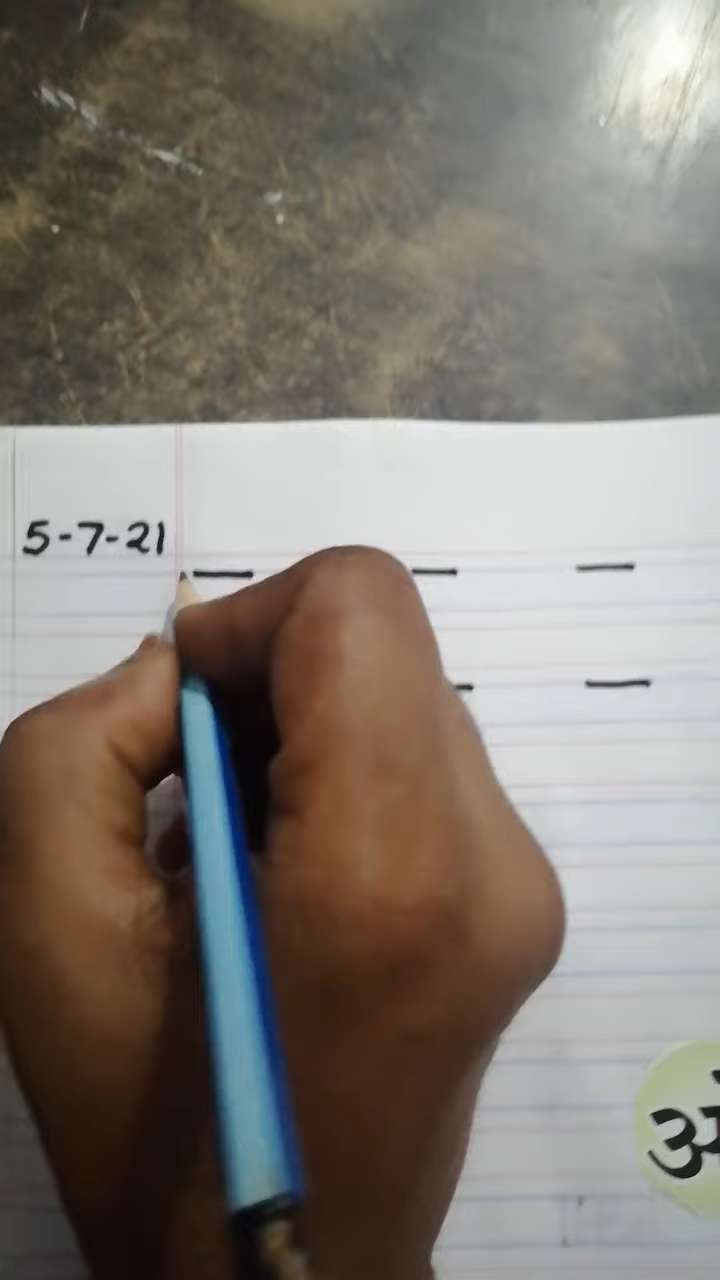 5-7-21
— — —
— —